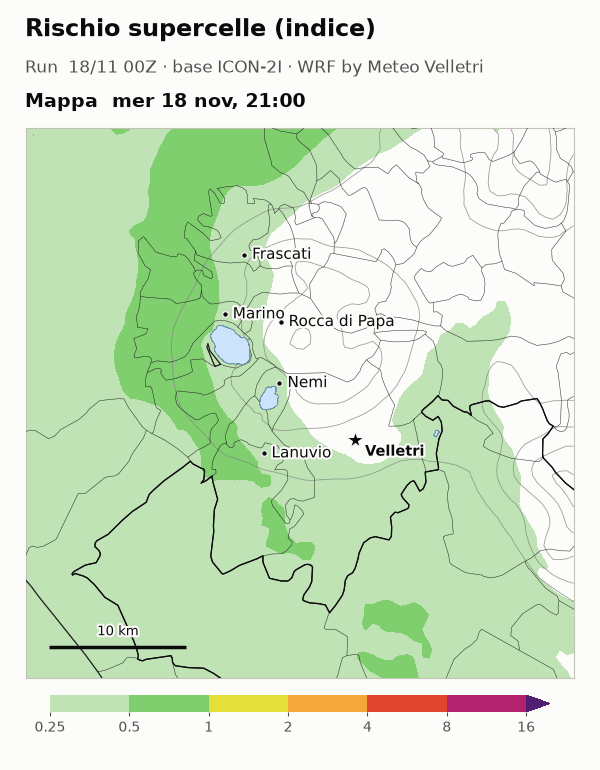 Rischio supercelle (indice)
Run  18/11 00Z · base ICON-2I · WRF by Meteo Velletri
Mappa  mer 18 nov, 21:00
Frascati
Marino
Rocca di Papa
Nemi
Velletri
Lanuvio
10 km
0.25 0.5 1 2 4 8 16